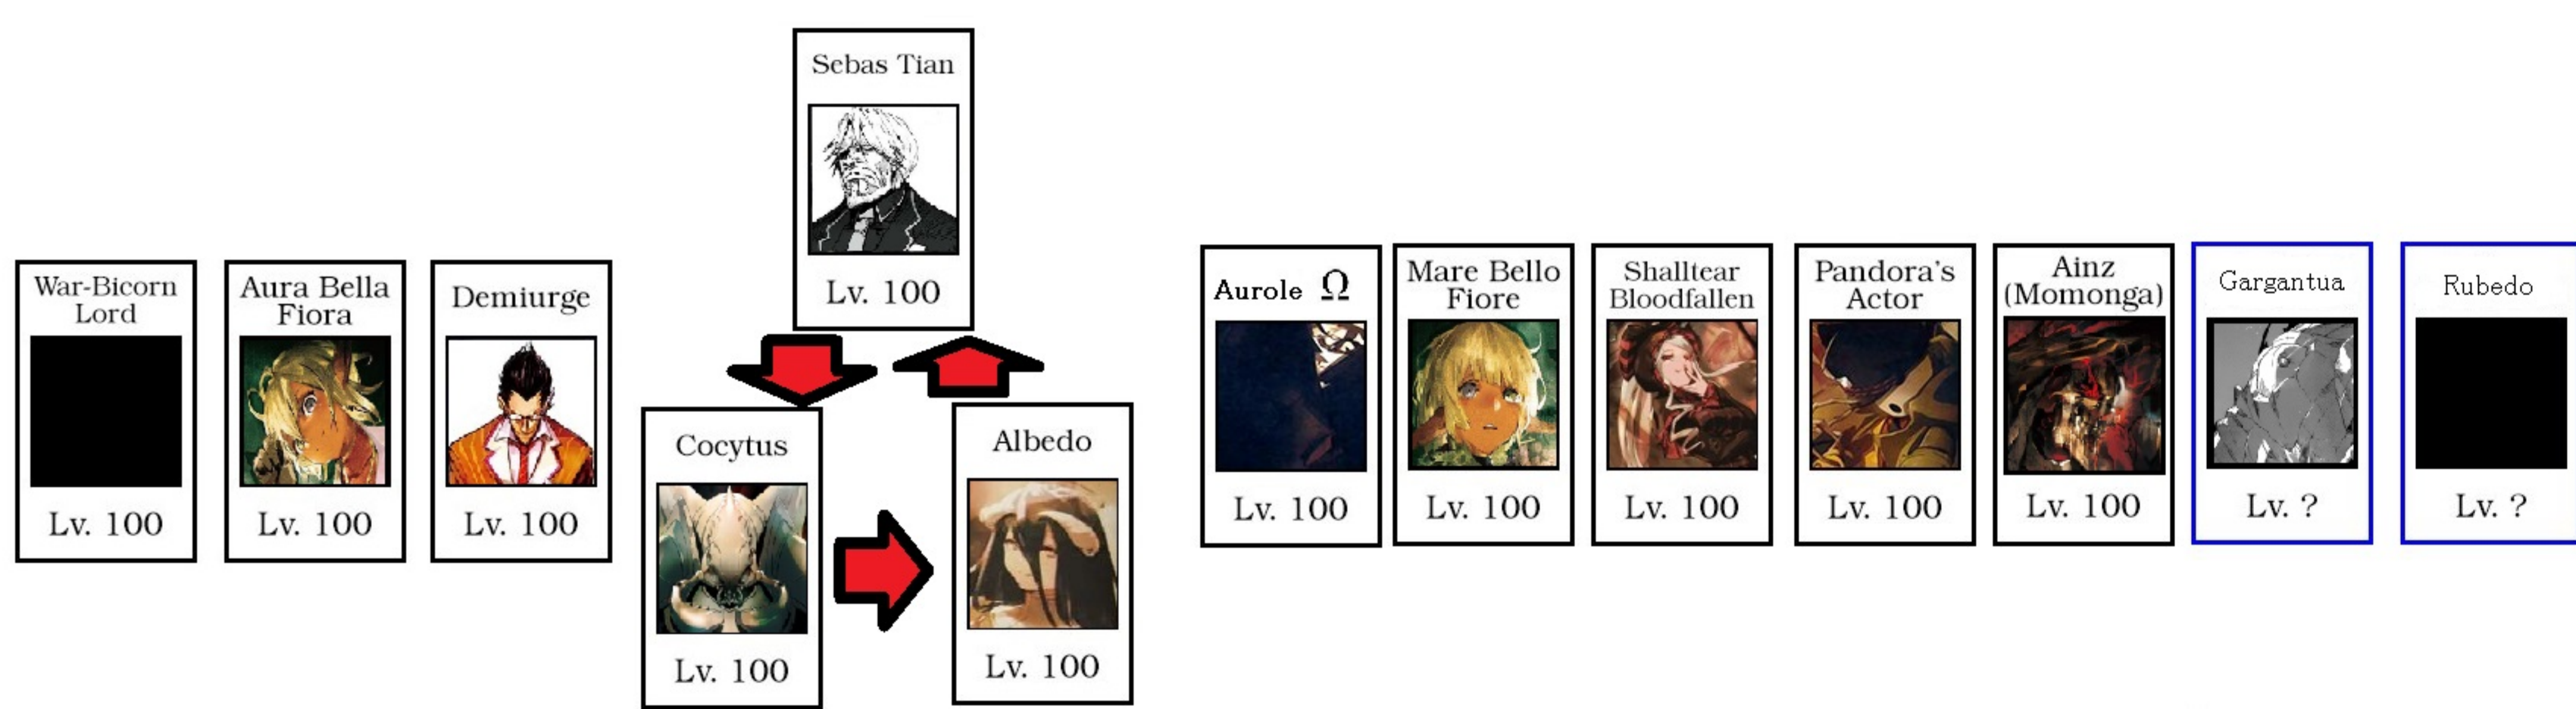 War-Bicorn
Lord
Lv. 100
Aura Bella
Fiora
Lv. 100
Demiurge
Lv. 100
Sebas Tian
Lv. 100
Cocytus
Lv. 100
Albedo
Lv. 100
Aurole Ω
Lv. 100
Mare Bello
Fiore
Lv. 100
Shalltear
Bloodfallen
Lv. 100
Pandora's
Actor
Lv. 100
Ainz
(Momonga)
Lv. 100
Gargantua
Lv. ?
Rubedo
Lv. ?